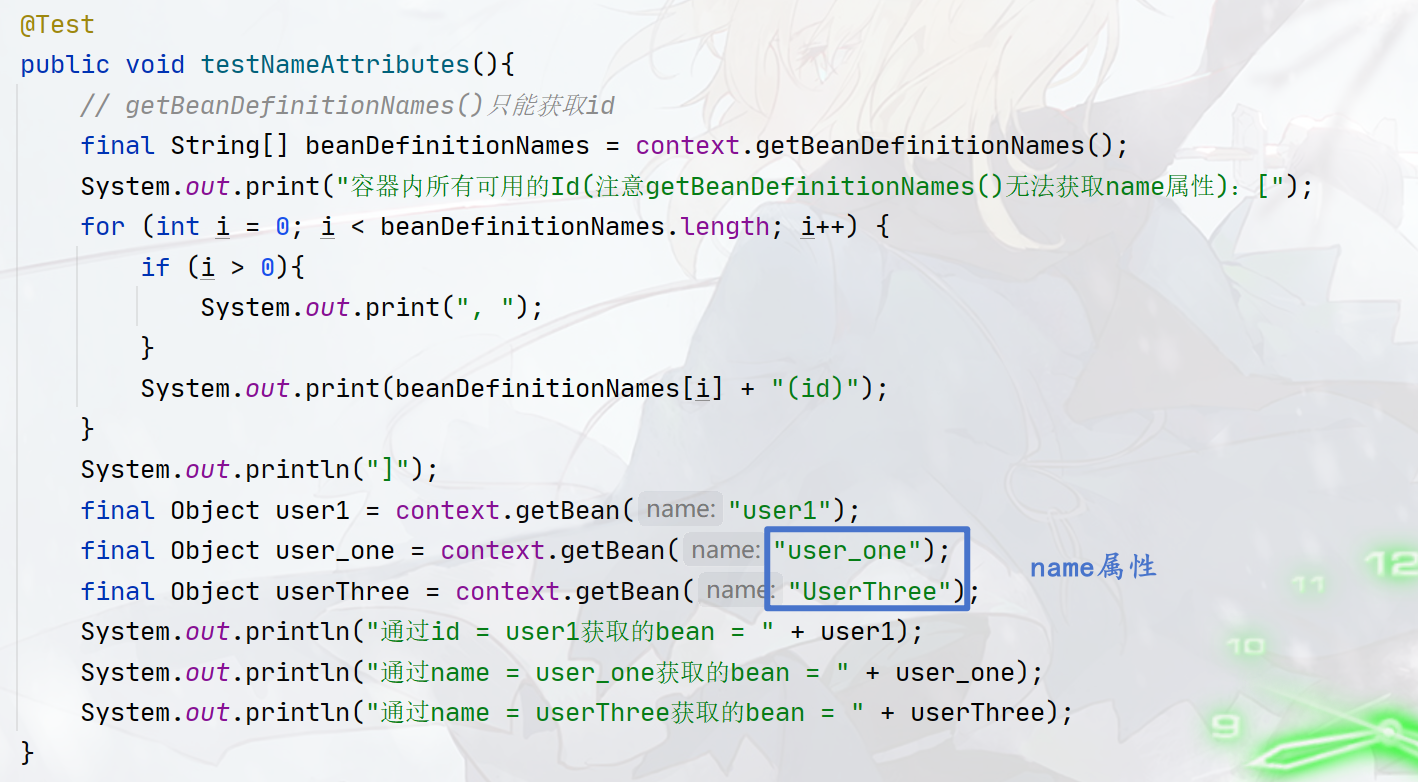 @Test
public void testNameAttributes(){
// getBeanDefinitionNames()只能获取id
final String[] beanDefinitionNames = context.getBeanDefinitionNames();
System.out.print("容器内所有可用的Id(注意getBeanDefinitionNames()无法获取name属性)：[");
for (int i = 0; i < beanDefinitionNames.length; i++) {
if (i > 0){
System.out.print(", ");
}
System.out.print(beanDefinitionNames[i] + "(id)");
}
System.out.println("]");
final Object user1 = context.getBean( name: "user1");
final Object user_one = context.getBean( name: "user_one");
final Object userThree = context.getBean( name: "UserThree");
name属性
System.out.println("通过id = user1获取的bean = " + user1);
System.out.println("通过name = user_one获取的bean = " + user_one);
System.out.println("通过name = userThree获取的bean = " + userThree);
}
12
11
10
9